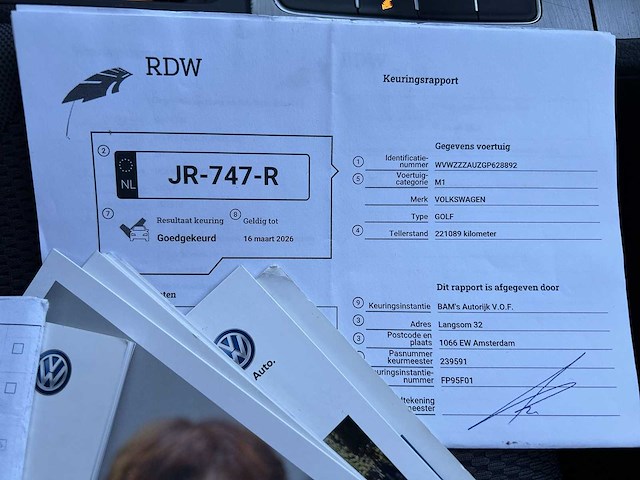 RDW
Keuringsrapport
2
NL
JR-747-R
7 Resultaat keuring
Goedgekeurd
8 Geldig tot
16 maart 2026
Gegevens voertuig
1 Identificatie-
nummer WVWZZZAUZGP628892
5 Voertuig-
categorie M1
Merk VOLKSWAGEN
Type GOLF
4 Tellerstand 221089 kilometer
Dit rapport is afgegeven door
9 Keuringsinstantie BAM's Autorijk V.O.F.
3 Adres Langsom 32
3 Postcode en
plaats 1066 EW Amsterdam
Pasnummer
keurmeester 239591
uringsinstantie-
nummer FP95F01
tekening
meester
ten
Auto.